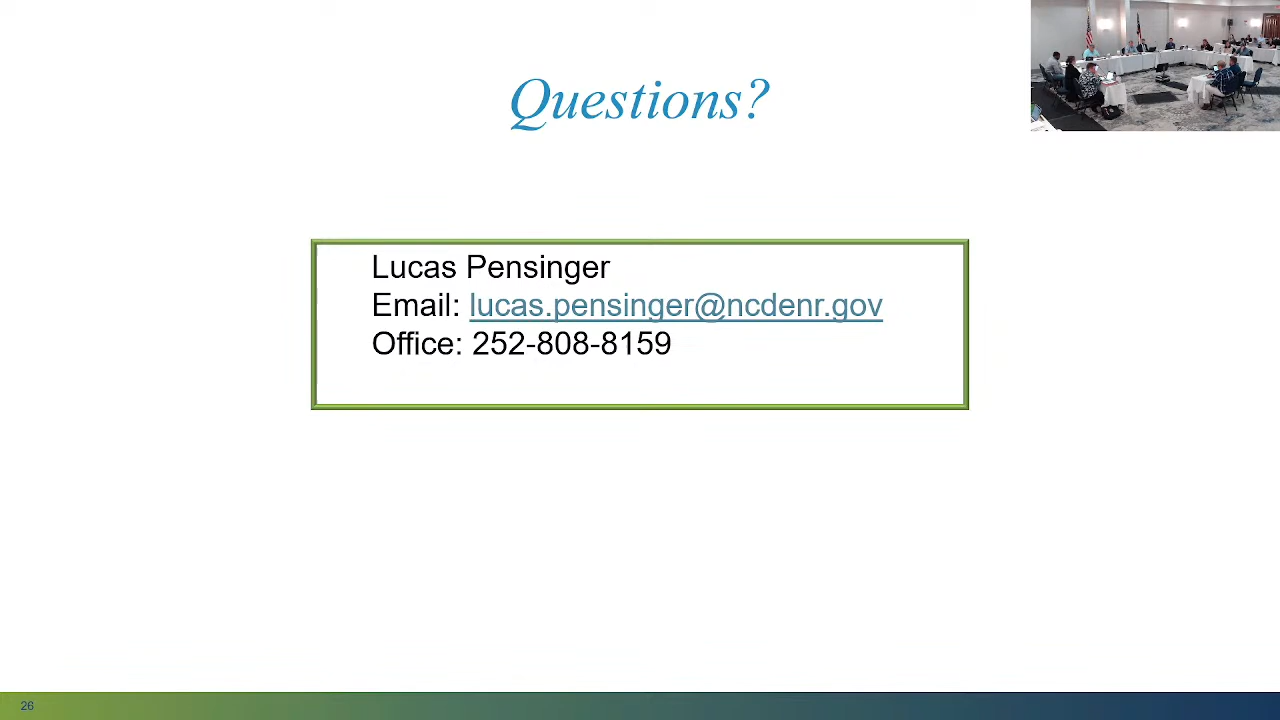 Questions?
Lucas Pensinger
Email: lucas.pensinger@ncdenr.gov
Office: 252-808-8159
26